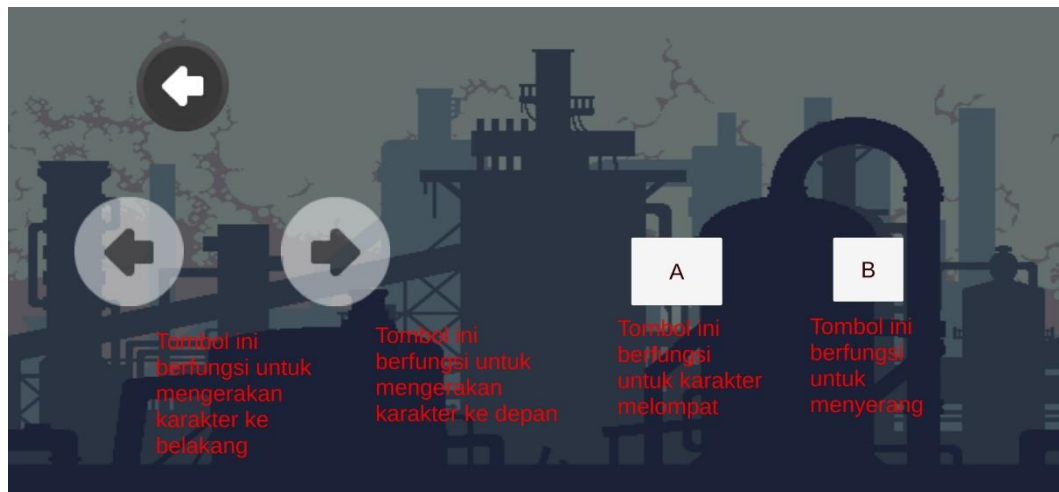 A
B
Tombol ini
berfungsi untuk
mengerakan
karakter ke
belakang
Tombol ini
berfungsi untuk
mengerakan
karakter ke depan
Tombol ini
berfungsi
untuk karakter
melompat
Tombol ini
berfungsi
untuk
menyerang